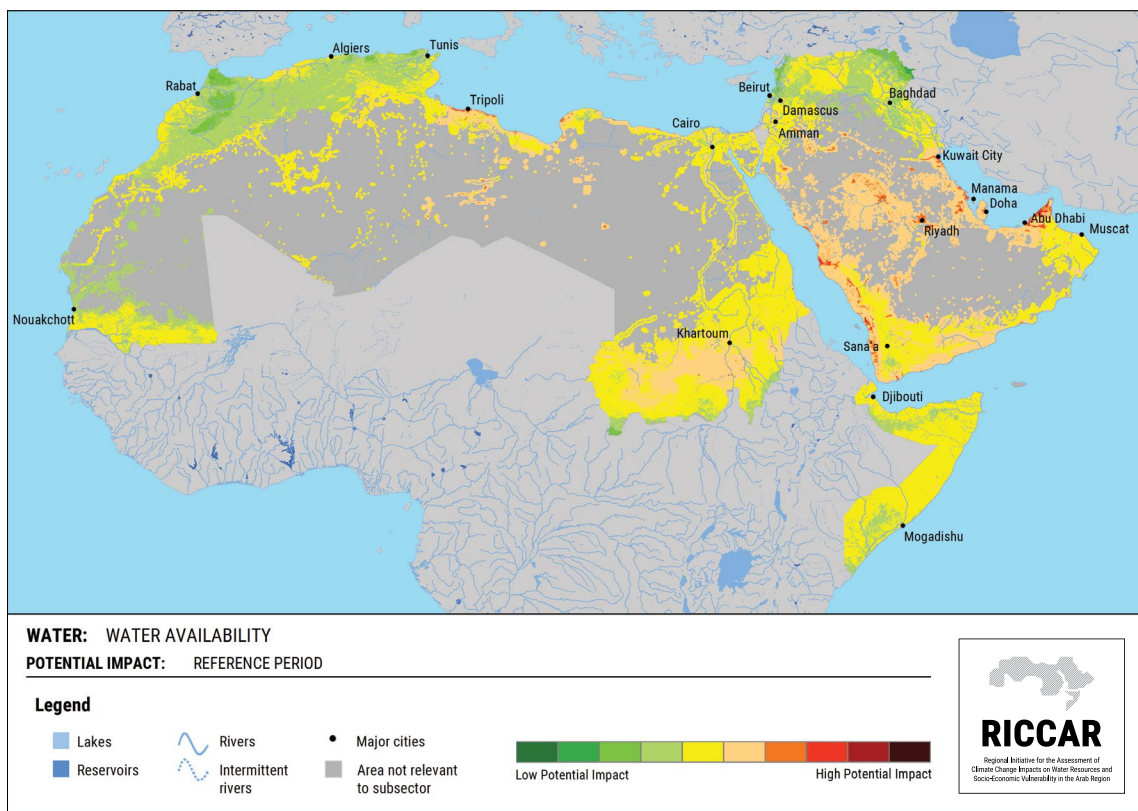 Algiers
Tunis
Rabat
Tripoli
Beirut
Baghdad
Damascus
Cairo
Amman
Kuwait City
Manama
Doha
Abu Dhabi
Riyadh
Muscat
Nouakchott
Khartoum
Sana'a
Djibouti
Mogadishu
WATER: WATER AVAILABILITY
POTENTIAL IMPACT: REFERENCE PERIOD
Legend
Lakes
Rivers
Major cities
Reservoirs
Intermittent
rivers
Area not relevant
to subsector
Low Potential Impact
High Potential Impact
RICCAR
Regional Initiative for the Assessment of
Climate Change Impacts on Water Resources and
Socio-Economic Vulnerability in the Arab Region